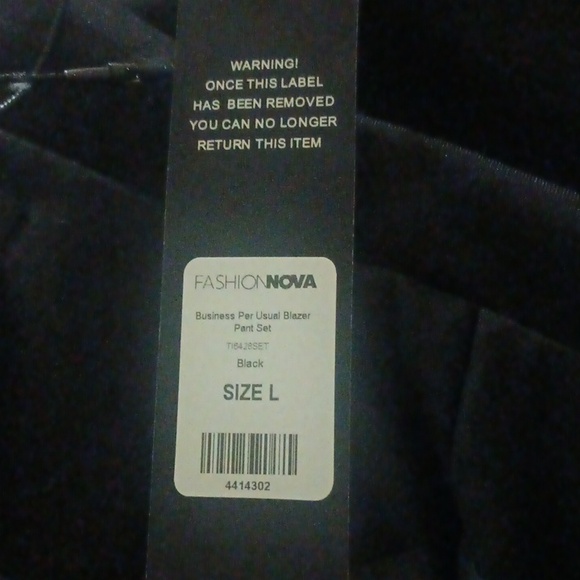 WARNING!
ONCE THIS LABEL
HAS BEEN REMOVED
YOU CAN NO LONGER
RETURN THIS ITEM
FASHIONNOVA
Business Per Usual Blazer
Pant Set
TI6428SET
Black
SIZE L
4414302